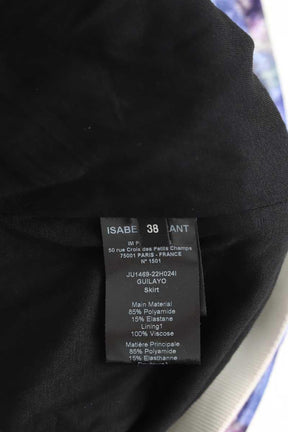 ISABE 38 ANT
IM P
50 rue Croix des Petits Champs
75001 PARIS - FRANCE
N° 1501
JU1469-22H024I
GUILAYO
Skirt
Main Material
85% Polyamide
15% Elastane
Lining1
100% Viscose
Matière Principale
85% Polyamide
15% Elasthanne